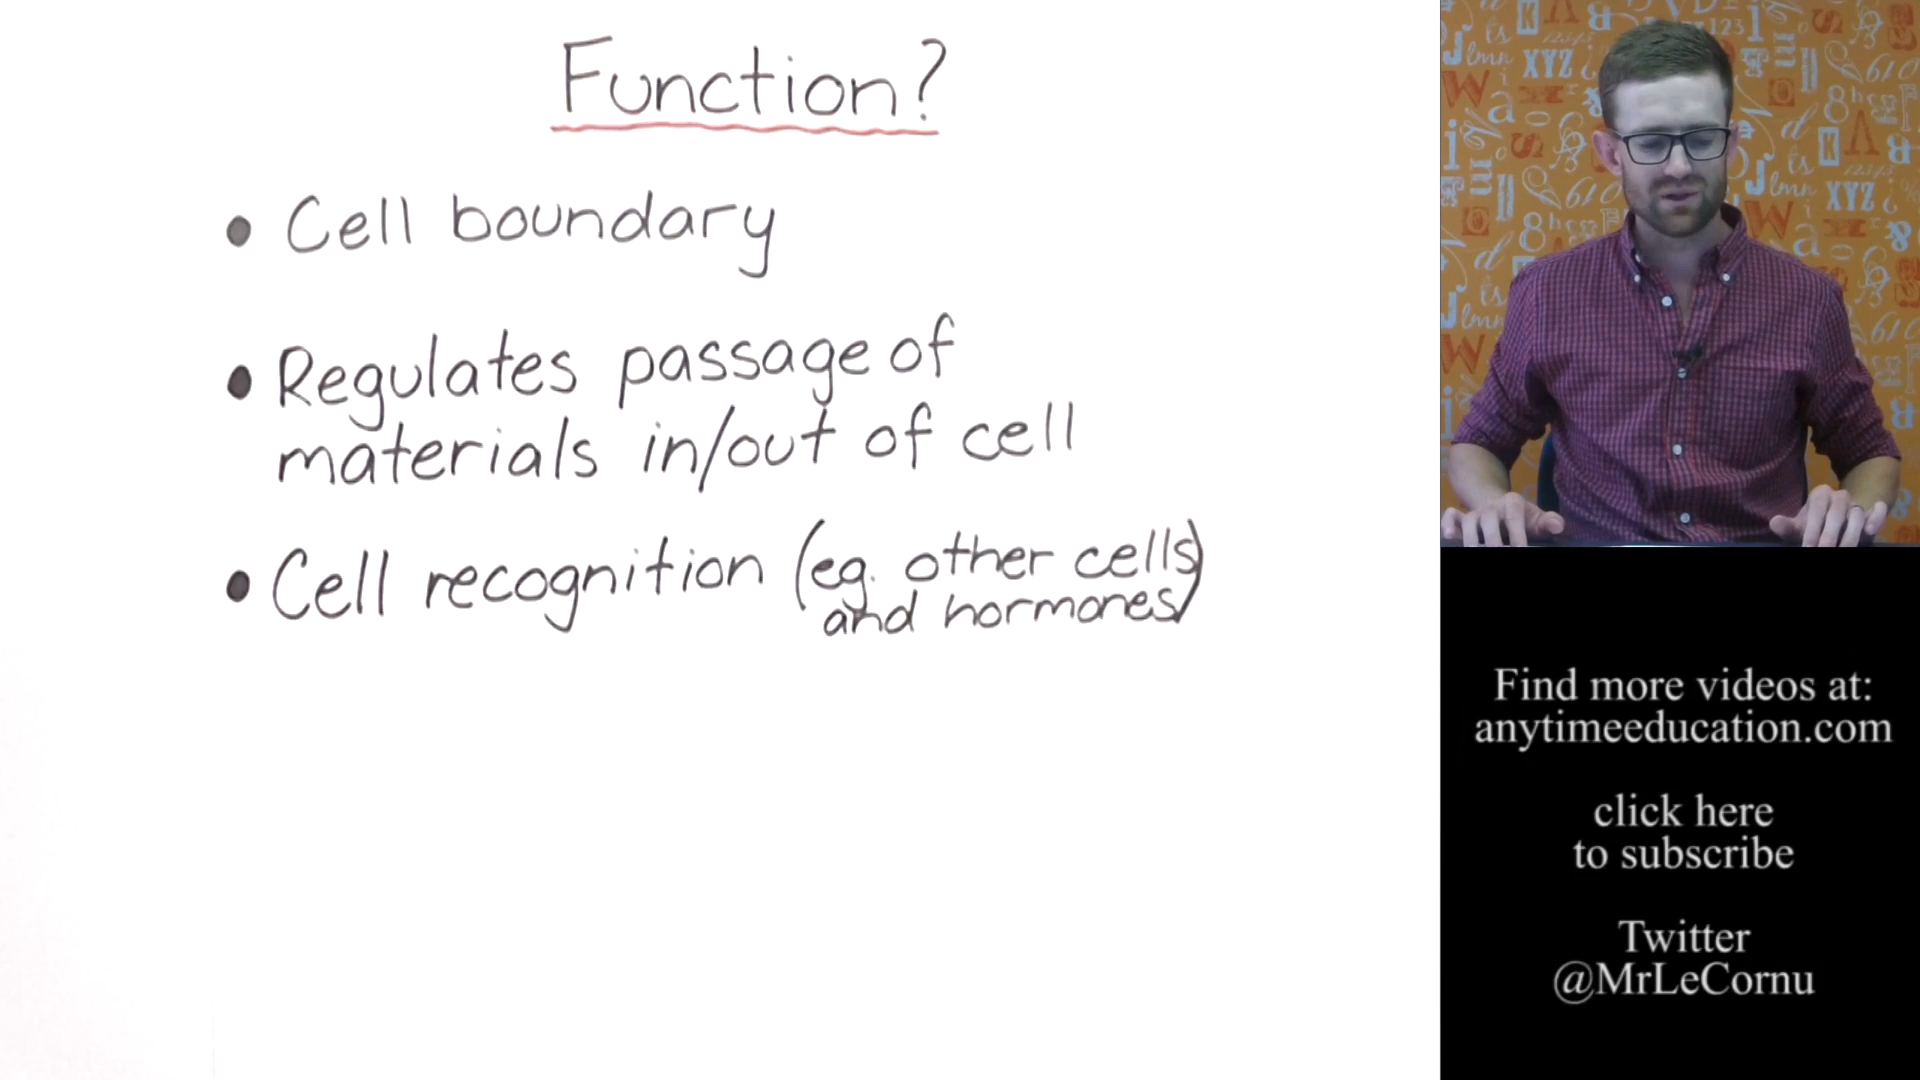 Function?
• Cell boundary
• Regulates passage of
materials in/out of cell
• Cell recognition (eg. other cells)
and hormones)
Find more videos at:
anytimeeducation.com
click here
to subscribe
Twitter
@MrLeCornu